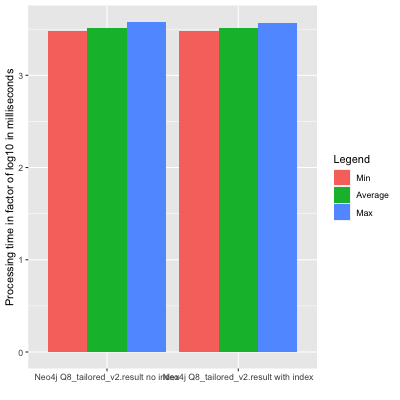 Processing time in factor of log10 in milliseconds
3
2
1
0
Neo4j Q8_tailored_v2.result no index
Neo4j Q8_tailored_v2.result with index
Legend
Min
Average
Max